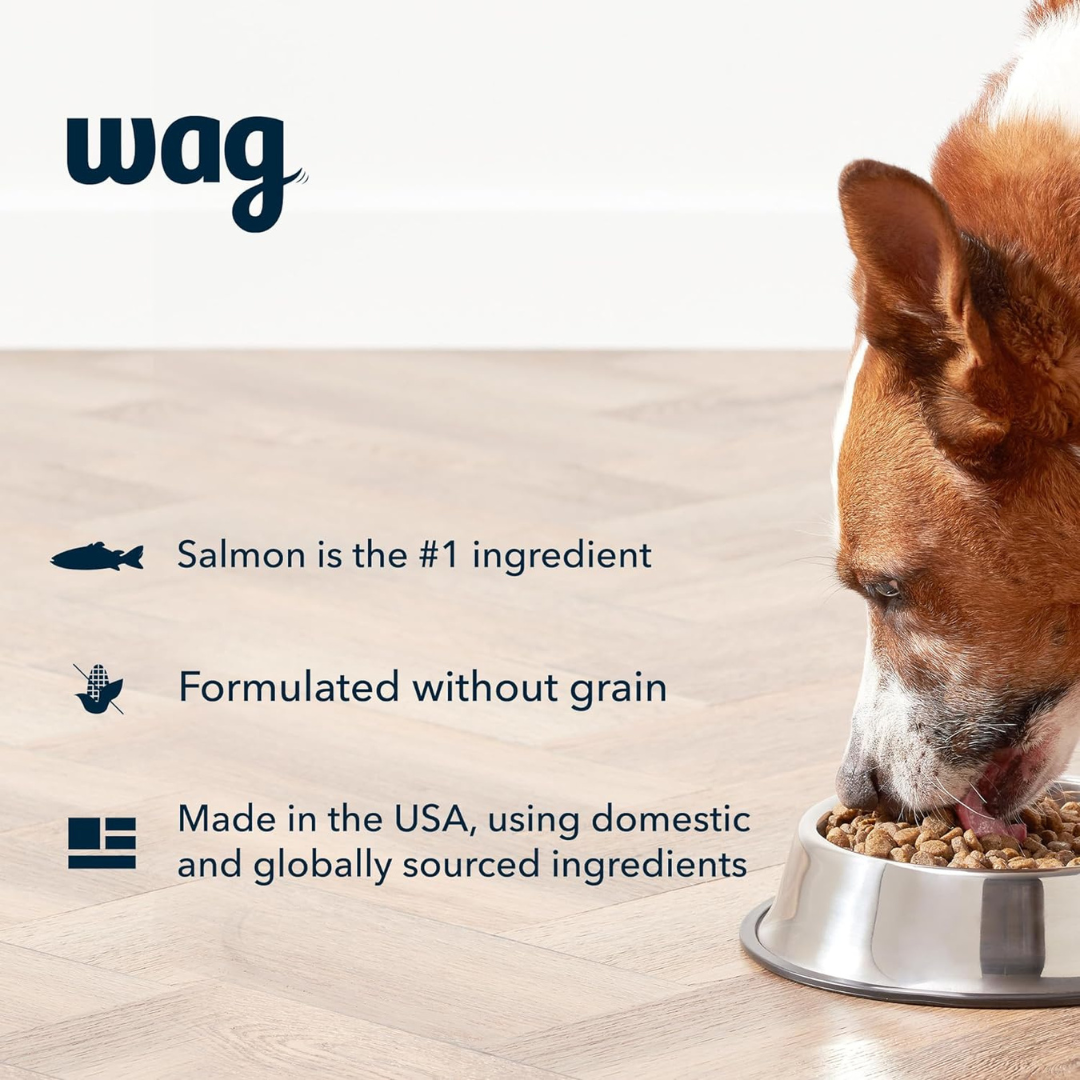 wag
Salmon is the #1 ingredient
Formulated without grain
Made in the USA, using domestic
and globally sourced ingredients